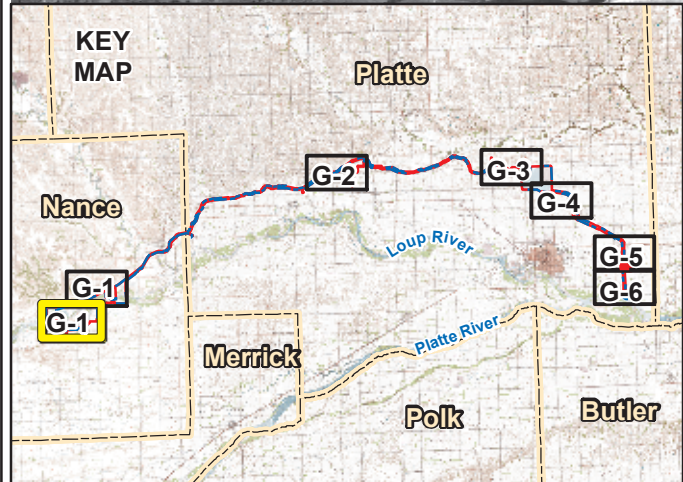 KEY
MAP
Platte
G-2
G-3
G-4
Nance
Loup River
G-5
G-1
G-6
G-1
Platte River
Merrick
Polk
Butler